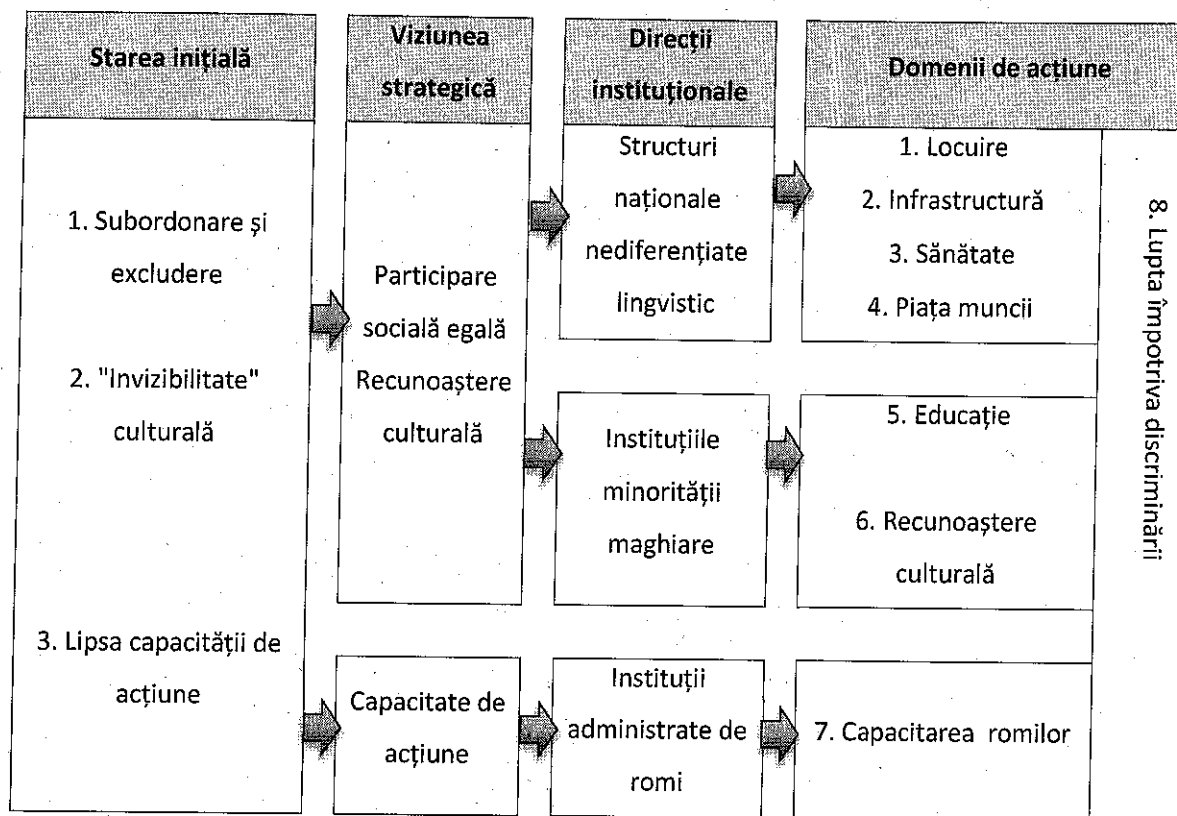 Starea inițială
1. Subordonare și
excludere
2. "Invizibilitate"
culturală
3. Lipsa capacității de
acțiune
Viziunea
strategică
Participare
socială egală
Recunoaștere
culturală
Capacitate de
acțiune
Direcții
instituționale
Structuri
naționale
nediferențiate
lingvistic
Instituțiile
minorității
maghiare
Instituții
administrate de
romi
Domenii de acțiune
1. Locuire
2. Infrastructură
3. Sănătate
4. Piața muncii
5. Educație
6. Recunoaștere
culturală
7. Capacitarea romilor
8. Lupta împotriva discriminării